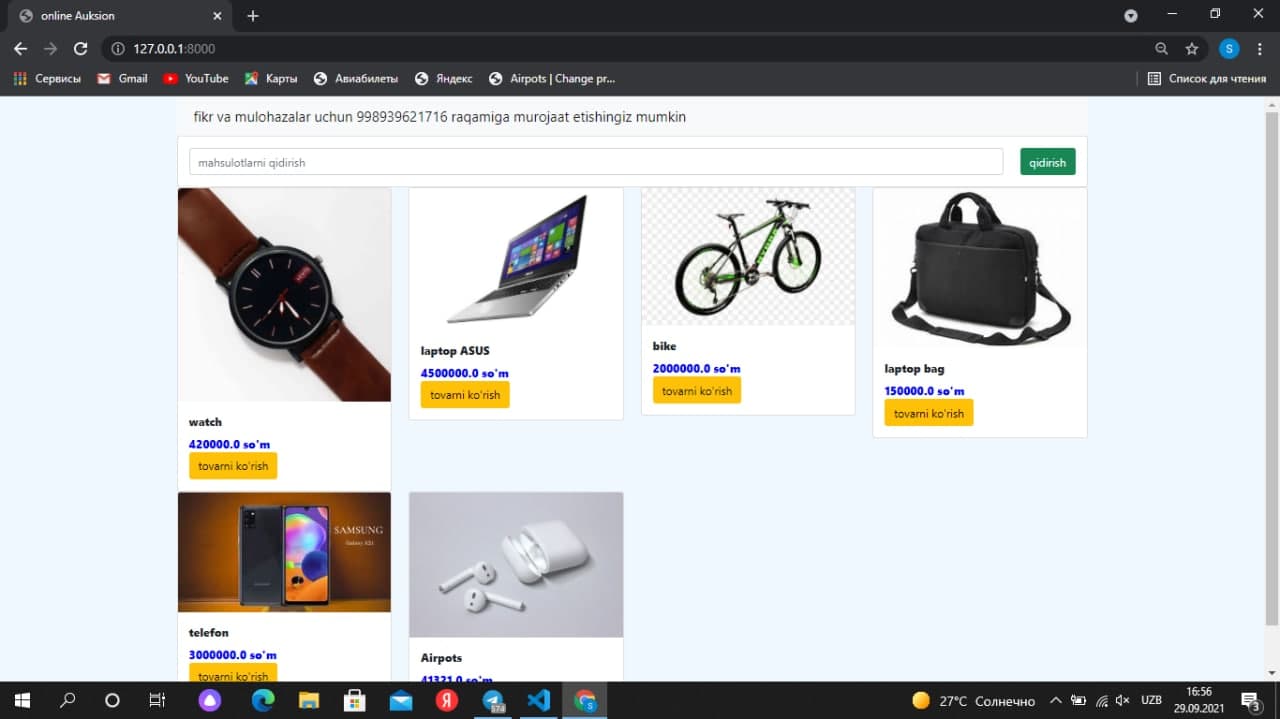 online Auksion
127.0.0.1:8000
S
Сервисы Gmail YouTube Карты Авиабилеты Яндекс Airpots | Change pr... Список для чтения
fikr va mulohazalar uchun 998939621716 raqamiga murojaat etishingiz mumkin
mahsulotlarni qidirish qidirish
watch
420000.0 so'm
tovarni ko'rish
laptop ASUS
4500000.0 so'm
tovarni ko'rish
bike
2000000.0 so'm
tovarni ko'rish
laptop bag
150000.0 so'm
tovarni ko'rish
SAMSUNG
telefon
3000000.0 so'm
tovarni ko'rish
Airpots
41321.0 so'm
Я
574
S
27°C Солнечно
UZB
16:56
29.09.2021
3